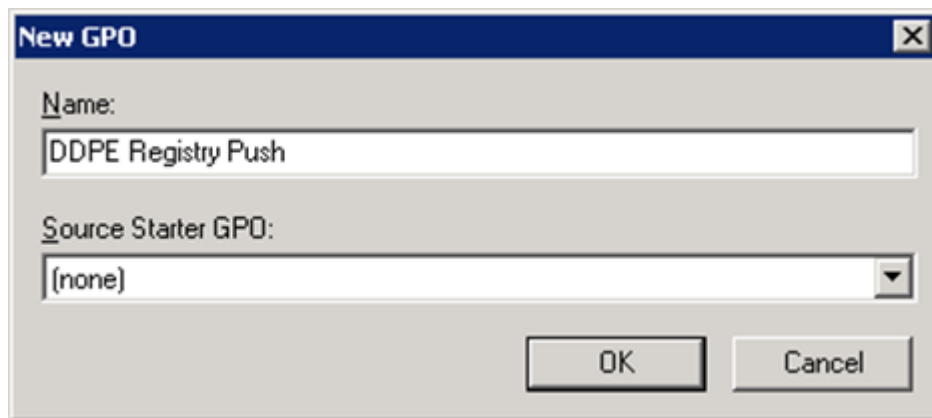 New GPO
Name:
DDPE Registry Push
Source Starter GPO:
(none)
OK
Cancel